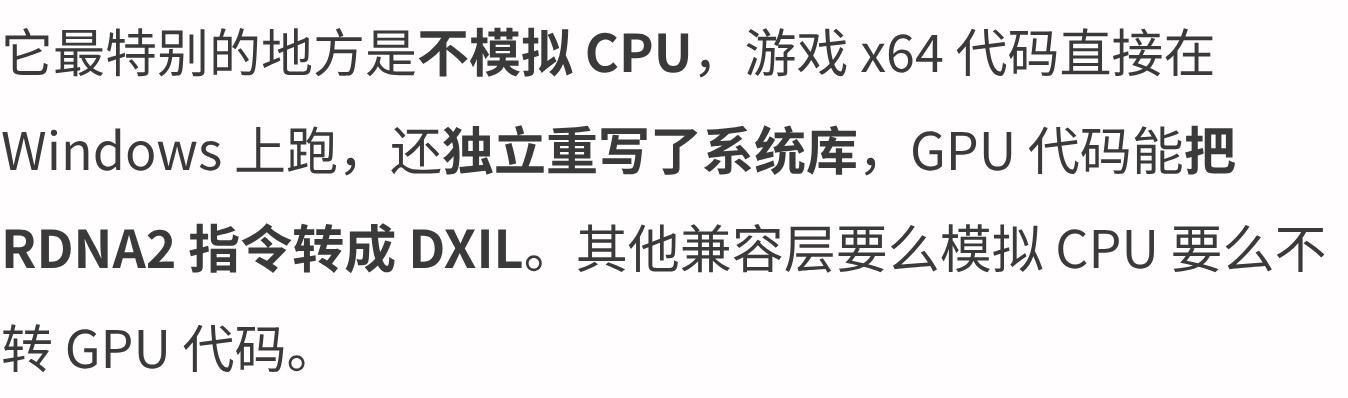 它最特别的地方是不模拟 CPU，游戏 x64 代码直接在
Windows 上跑，还独立重写了系统库，GPU 代码能把
RDNA2 指令转成 DXIL。其他兼容层要么模拟 CPU 要么不
转 GPU 代码。